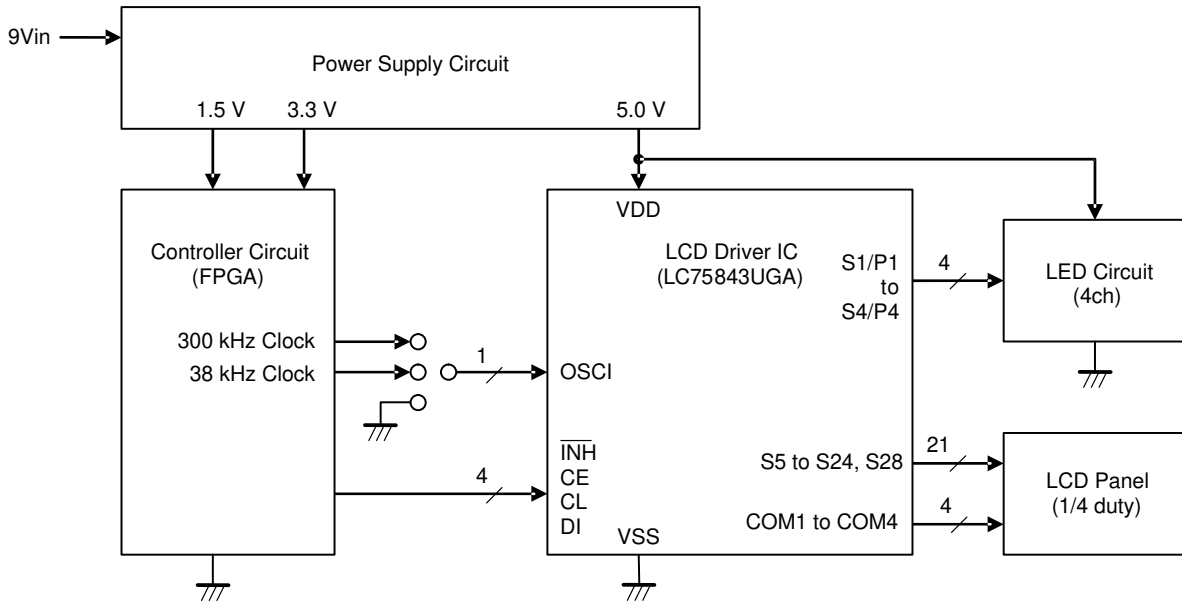 9Vin
Power Supply Circuit
1.5 V
3.3 V
5.0 V
Controller Circuit
(FPGA)
300 kHz Clock
38 kHz Clock
1
4
VDD
LCD Driver IC
(LC75843UGA)
OSCI
INH
CE
CL
DI
VSS
S1/P1
to
S4/P4
S5 to S24, S28
COM1 to COM4
4
21
4
LED Circuit
(4ch)
LCD Panel
(1/4 duty)